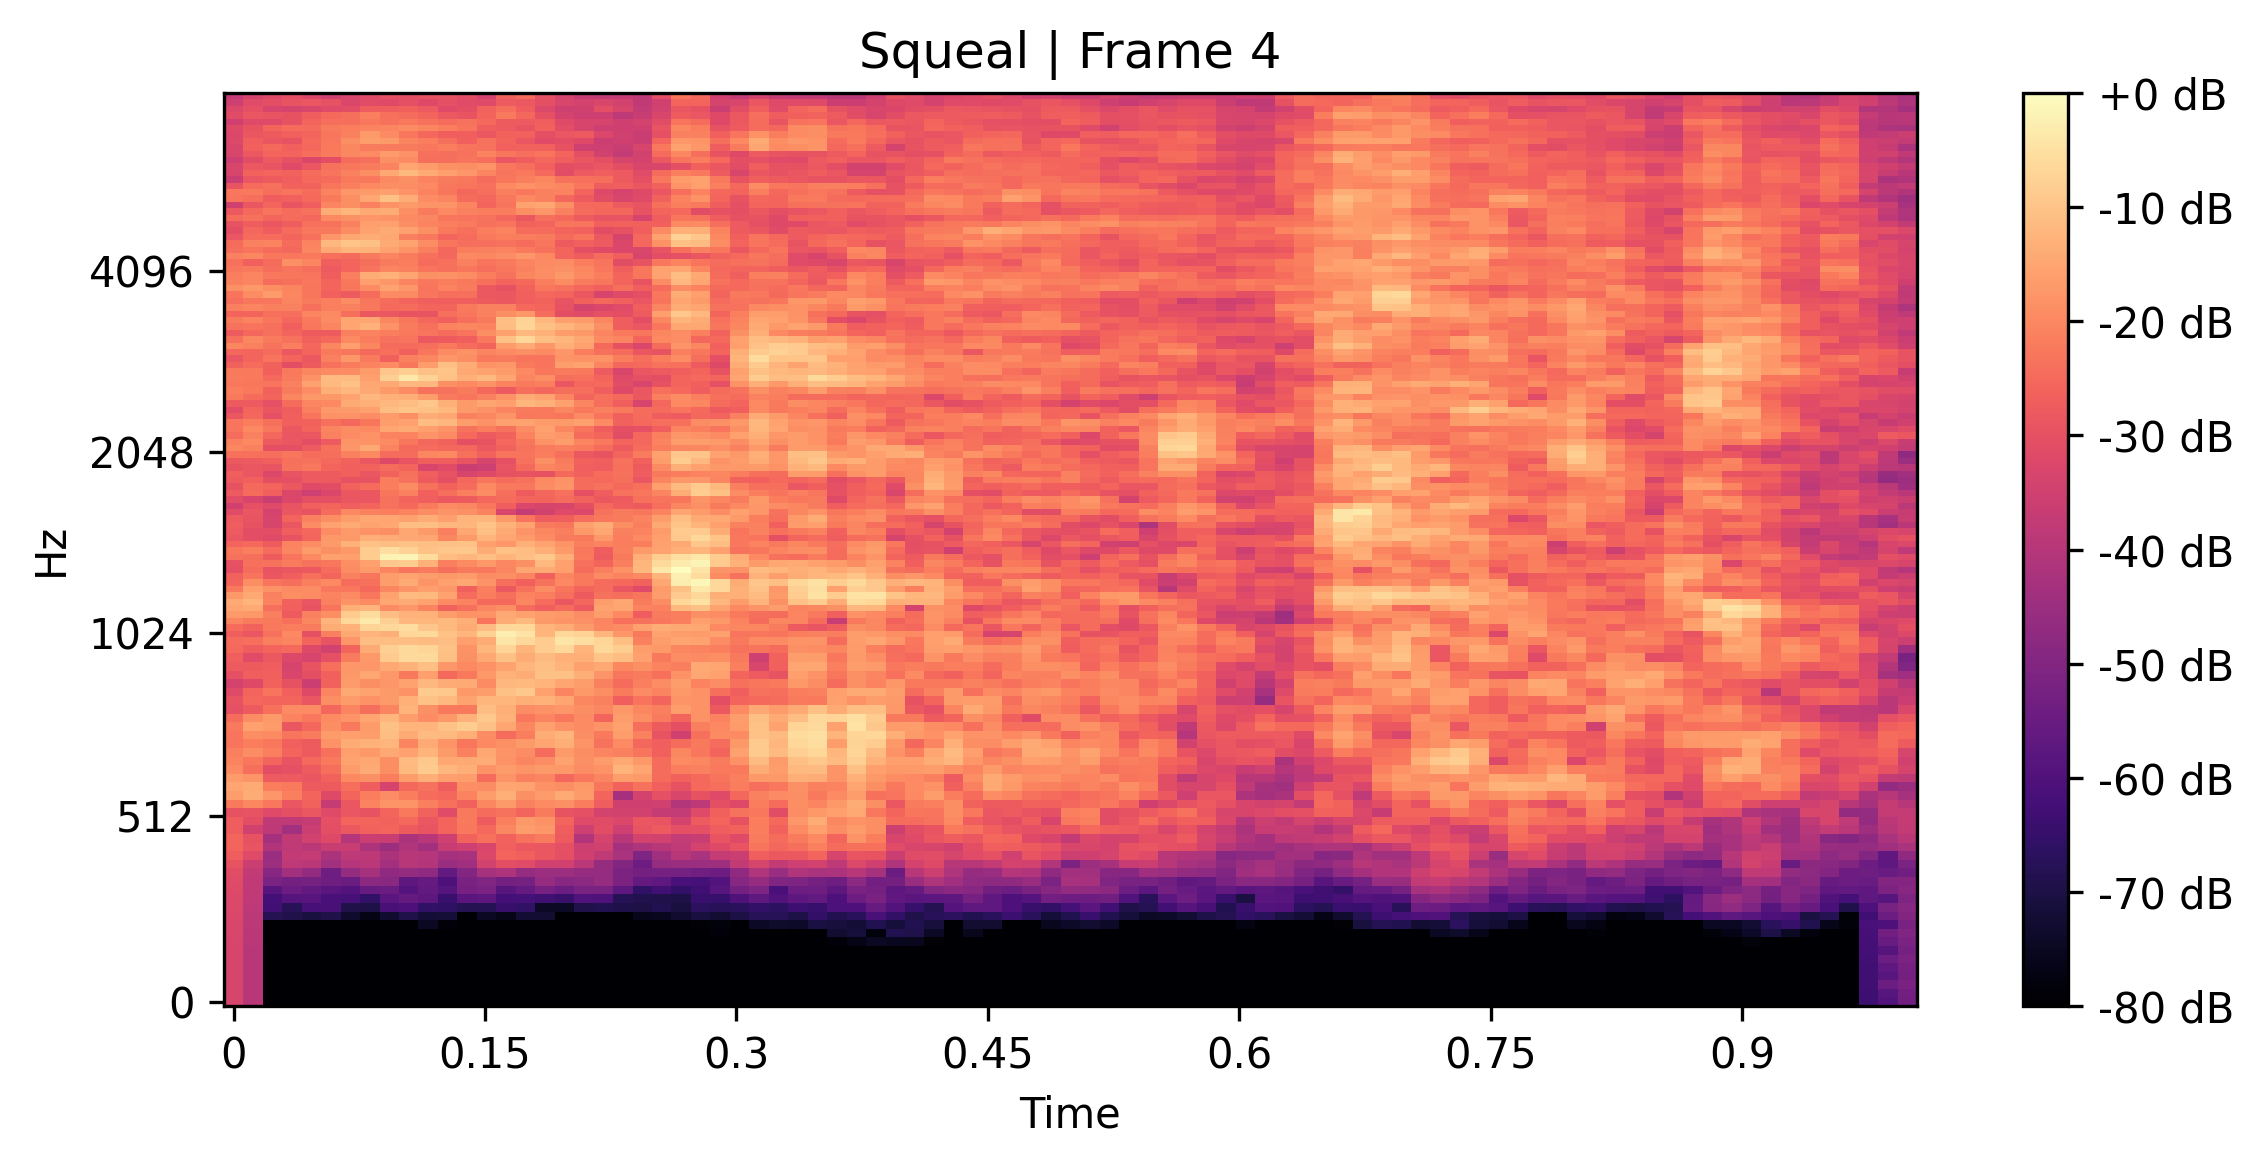 Squeal | Frame 4
Hz
4096
2048
1024
512
0
0 0.15 0.3 0.45 0.6 0.75 0.9
Time
+0 dB
-10 dB
-20 dB
-30 dB
-40 dB
-50 dB
-60 dB
-70 dB
-80 dB